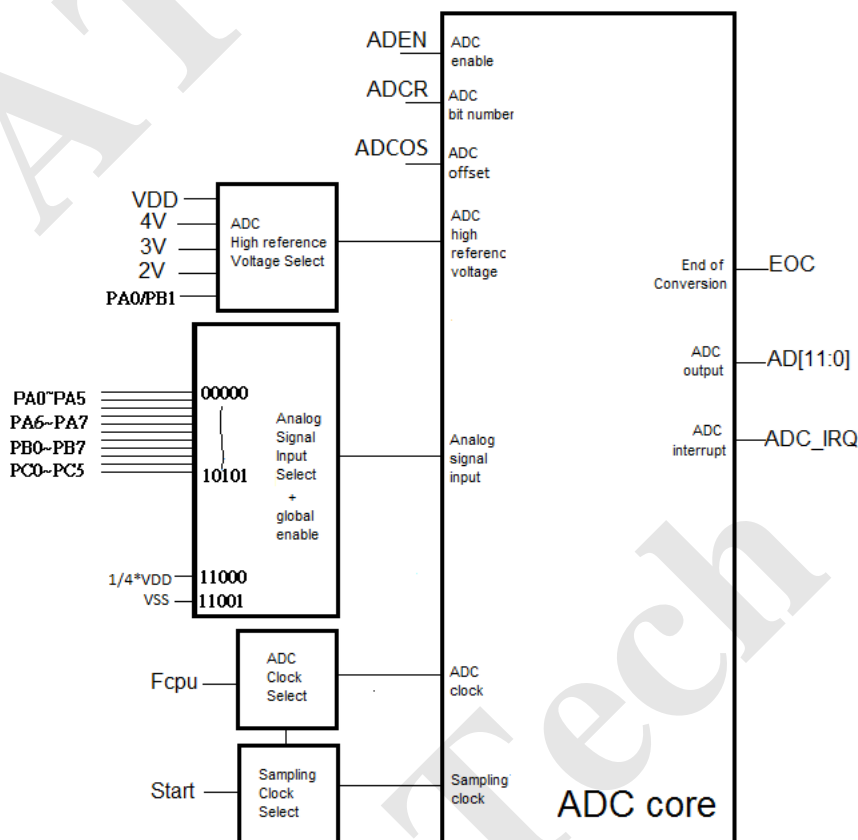 ADEN
ADC
enable
ADCR
ADC
bit number
ADCOS
ADC
offset
VDD
4V
3V
2V
PA0/PB1
ADC
High reference
Voltage Select
ADC
high
referenc
voltage
End of
Conversion
EOC
ADC
output
AD[11:0]
ADC
interrupt
ADC_IRQ
PA0~PA5
PA6~PA7
PB0~PB7
PC0~PC5
00000
10101
Analog
Signal
Input
Select
+
global
enable
Analog
signal
input
1/4*VDD
11000
VSS
11001
Fcpu
ADC
Clock
Select
ADC
clock
Start
Sampling
Clock
Select
Sampling
clock
ADC core
AT
Tech